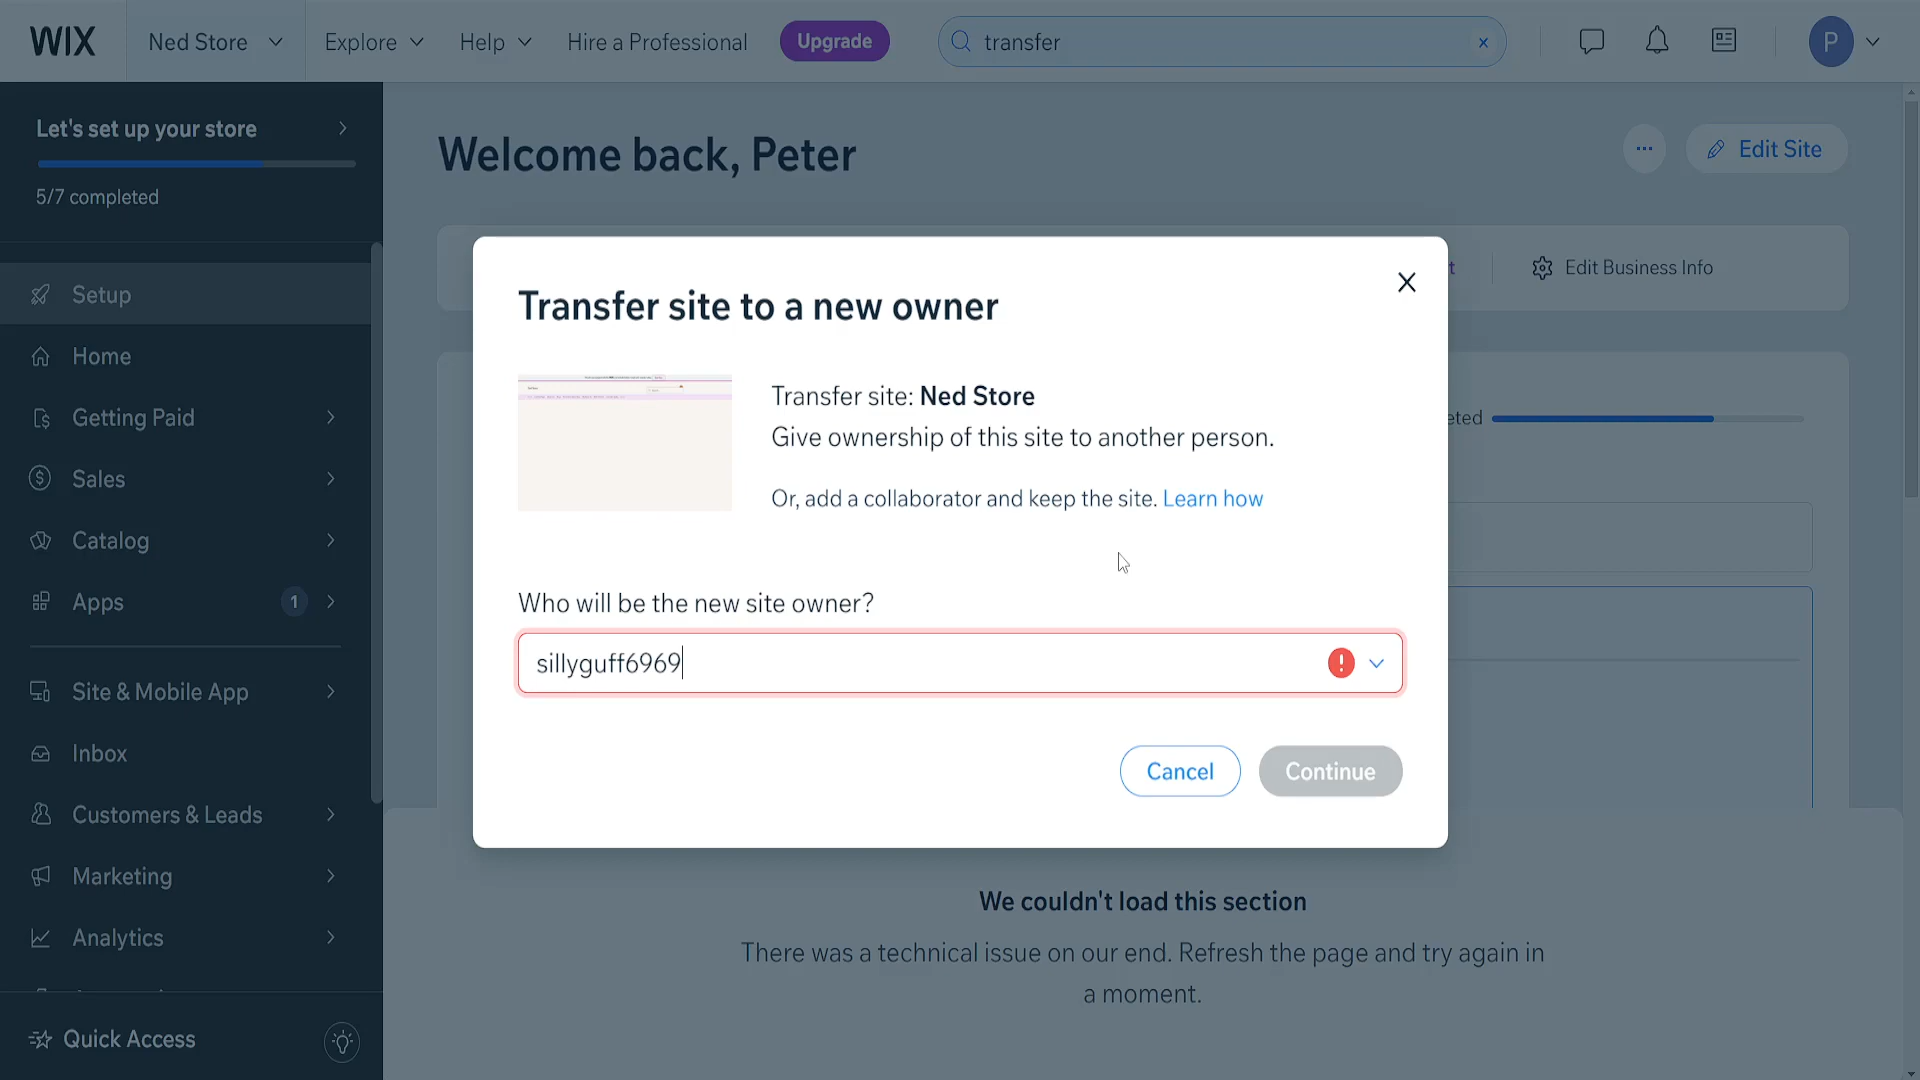 WIX
Ned Store
Explore
Help
Hire a Professional
Upgrade
transfer
P
Let's set up your store
5/7 completed
Setup
Home
Getting Paid
Sales
Catalog
Apps
1
Site & Mobile App
Inbox
Customers & Leads
Marketing
Analytics
Quick Access
Welcome back, Peter
Edit Site
Edit Business Info
Transfer site to a new owner
Transfer site: Ned Store
Give ownership of this site to another person.
Or, add a collaborator and keep the site. Learn how
Who will be the new site owner?
sillyguff6969
Cancel
Continue
We couldn't load this section
There was a technical issue on our end. Refresh the page and try again in
a moment.